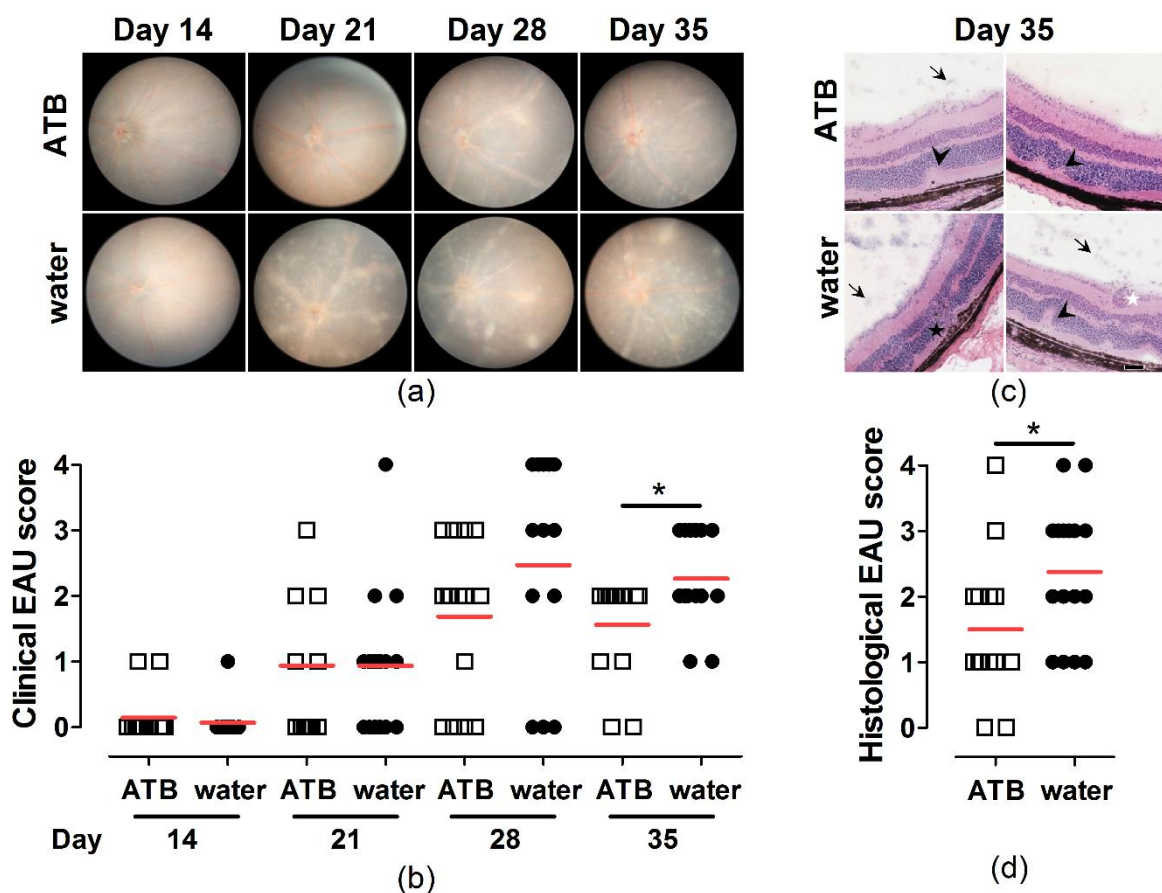 Day 14 Day 21 Day 28 Day 35
ATB
water
(a)
Day 35
ATB
water
(c)
Clinical EAU score
4
3
2
1
0
*
ATB water ATB water ATB water ATB water
Day 14 21 28 35
(b)
Histological EAU score
4
3
2
1
0
*
ATB water
(d)